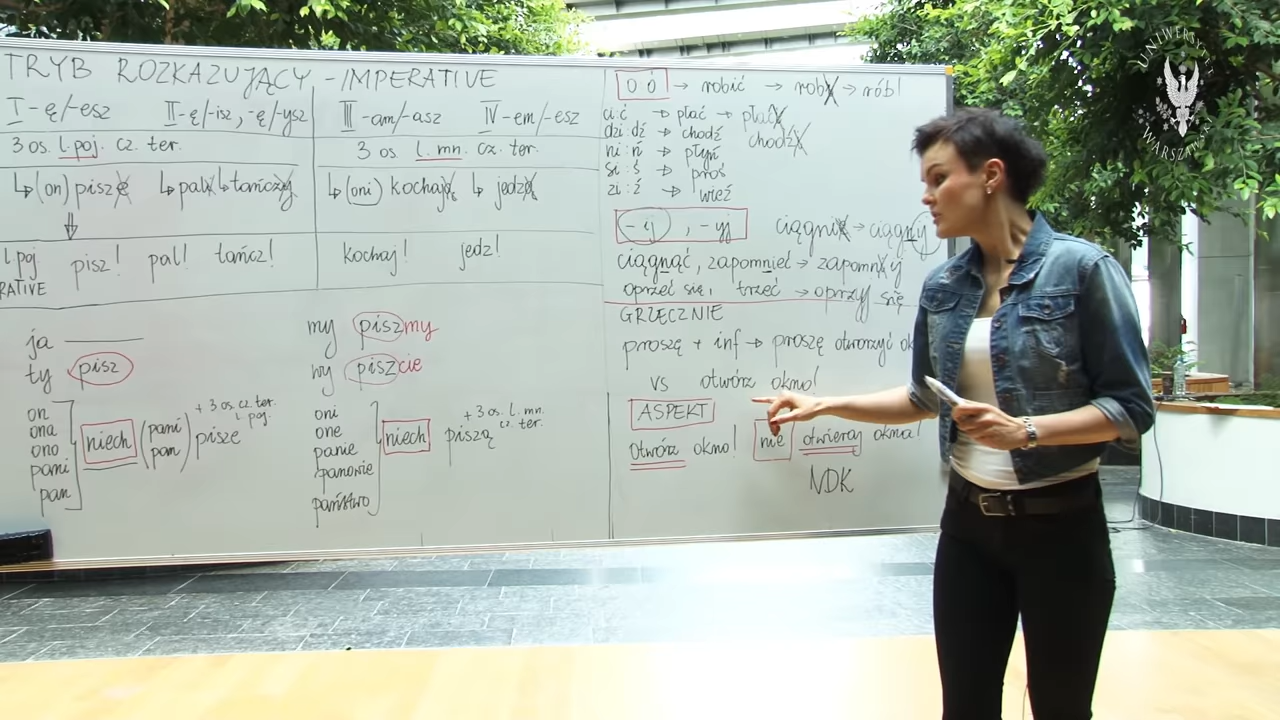 TRYB ROZKAZUJĄCY - IMPERATIVE
I -ę/-esz II -ę/-isz, -ę/-ysz III -am/-asz IV -em/-esz
3 os. l. poj. cz. ter. 3 os. l. mn. cz. ter.
↳ (on) pisze ↳ pali ↳ tańczy ↳ (oni) kochają ↳ jedzą
l. poj pisz! pal! tańcz! kochaj! jedz!
ja
ty pisz
on
ona
ono
pani
pan
niech (pani pan) pisze
+ 3 os. cz. ter.
↳ poj.
my piszmy
wy piszcie
oni
one
panie
panowie
państwo
niech piszą
+ 3 os. l. mn.
cz. ter.
o ó → robić → robi → rób!
ci:ć → płać → płaci
dzi:dź → chodź chodzi
ni:ń → płyń
si:ś → proś
zi:ź → wieź
-ij, -yj ciągnie → ciągnij
ciągnąć, zapomnieć → zapomnij
oprzeć się, trzeć → oprzyj się
GRZECZNIE
proszę + inf → proszę otworzyć
vs otwórz okno!
ASPEKT
Otwórz okno! nie otwieraj okna!
NDK
UNIWERSYTET
WARSZAWSKI